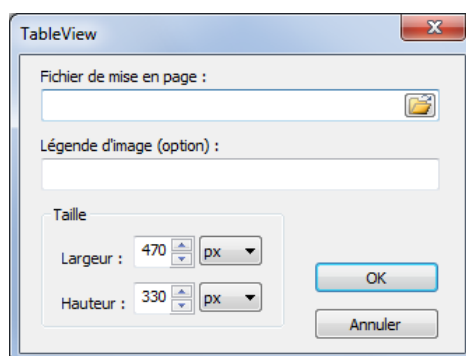 TableView
Fichier de mise en page :
Légende d'image (option) :
Taille
Largeur : 470 px
Hauteur : 330 px
OK
Annuler